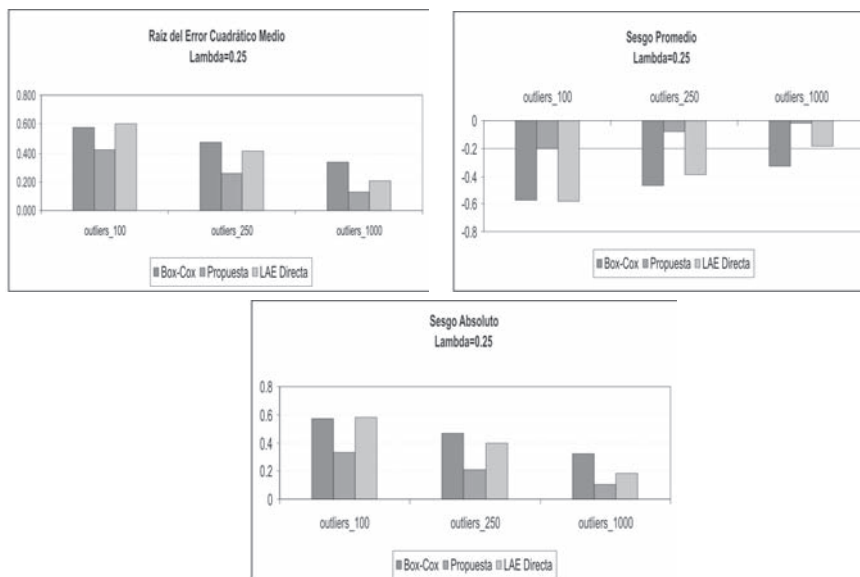 Raíz del Error Cuadrático Medio
Lambda=0.25
0.800
0.600
0.400
0.200
0.000
outliers_100 outliers_250 outliers_1000
Box-Cox Propuesta LAE Directa
Sesgo Promedio
Lambda=0.25
outliers_100 outliers_250 outliers_1000
0
-0.2
-0.4
-0.6
-0.8
Box-Cox Propuesta LAE Directa
Sesgo Absoluto
Lambda=0.25
0.8
0.6
0.4
0.2
0
outliers_100 outliers_250 outliers_1000
Box-Cox Propuesta LAE Directa